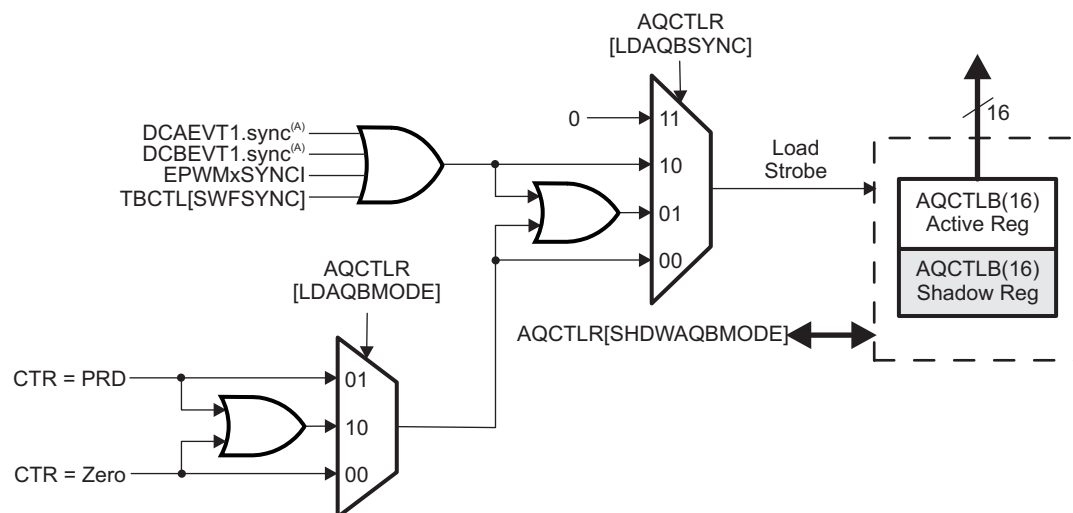 AQCTLR
[LDAQBSYNC]
DCAEVT1.sync(A)
DCBEVT1.sync(A)
EPWMxSYNCI
TBCTL[SWFSYNC]
0
11
10
01
00
Load
Strobe
16
AQCTLB(16)
Active Reg
AQCTLB(16)
Shadow Reg
AQCTLR
[LDAQBMODE]
AQCTLR[SHDWAQBMODE]
CTR = PRD
CTR = Zero
01
10
00